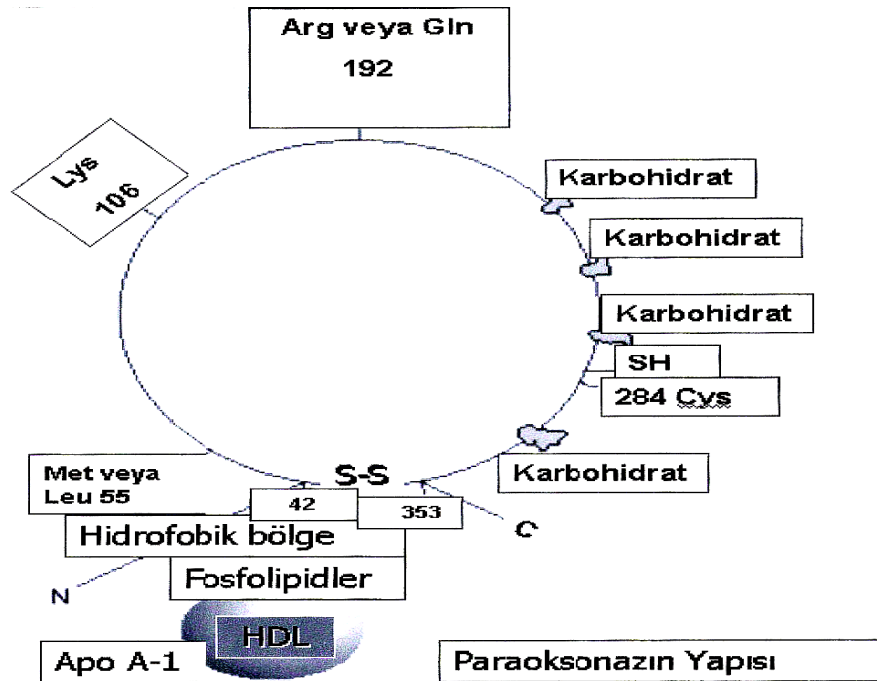 Arg veya Gln
192
Lys
106
Karbohidrat
Karbohidrat
Karbohidrat
SH
284 Cys
Karbohidrat
Met veya
Leu 55
S-S
42
353
C
Hidrofobik bölge
N
Fosfolipidler
HDL
Apo A-1
Paraoksonazın Yapısı